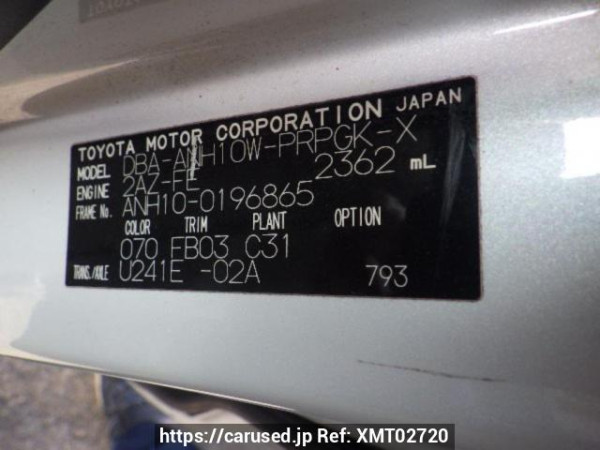 TOYOTA MOTOR CORPORATION JAPAN
MODEL DBA-ANH10W-PRPGK-X
ENGINE 2AZ-FE 2362 mL
FRAME No. ANH10-0196865
COLOR TRIM PLANT OPTION
070 FB03 C31
TRANS./AXLE U241E -02A 793
https://carused.jp Ref: XMT02720